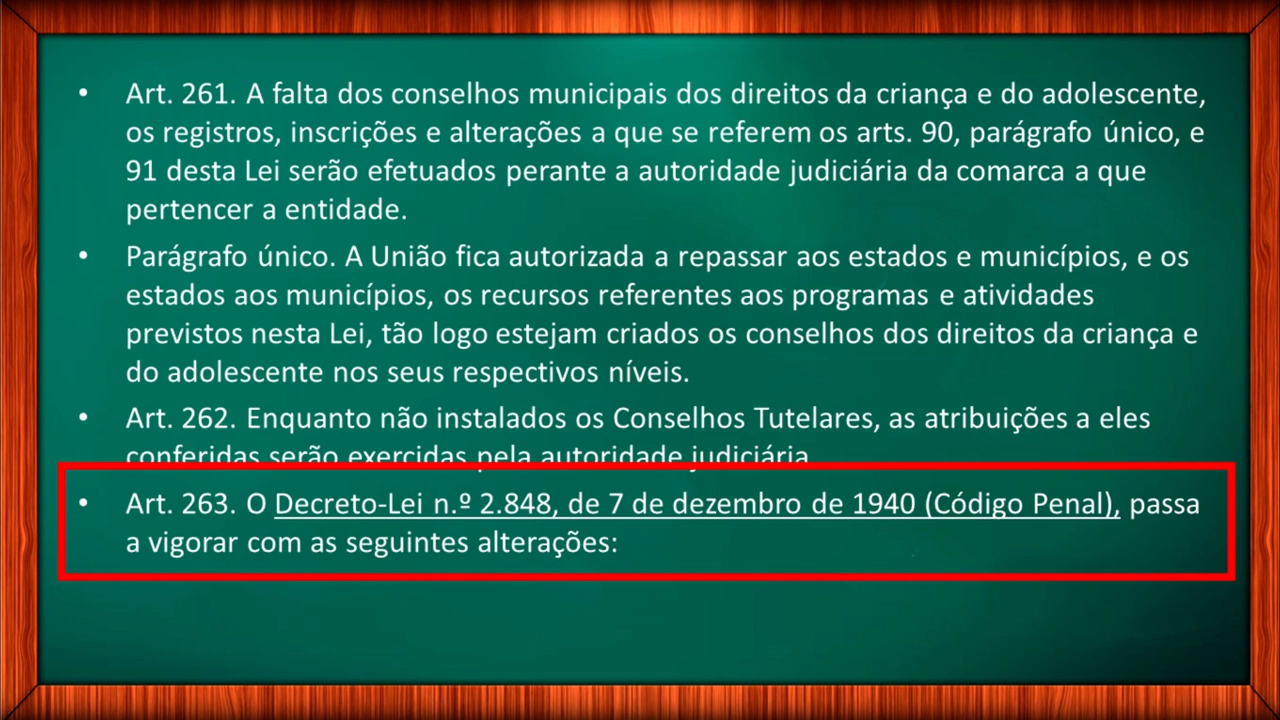 • Art. 261. A falta dos conselhos municipais dos direitos da criança e do adolescente,
os registros, inscrições e alterações a que se referem os arts. 90, parágrafo único, e
91 desta Lei serão efetuados perante a autoridade judiciária da comarca a que
pertencer a entidade.
• Parágrafo único. A União fica autorizada a repassar aos estados e municípios, e os
estados aos municípios, os recursos referentes aos programas e atividades
previstos nesta Lei, tão logo estejam criados os conselhos dos direitos da criança e
do adolescente nos seus respectivos níveis.
• Art. 262. Enquanto não instalados os Conselhos Tutelares, as atribuições a eles
conferidas serão exercidas pela autoridade judiciária
• Art. 263. O Decreto-Lei n.º 2.848, de 7 de dezembro de 1940 (Código Penal), passa
a vigorar com as seguintes alterações: